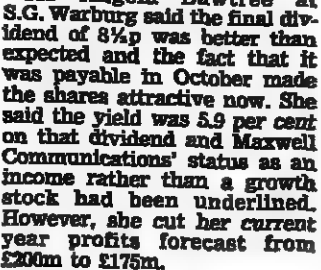 S.G. Warburg said the final div-
idend of 8½p was better than
expected and the fact that it
was payable in October made
the shares attractive now. She
said the yield was 5.9 per cent
on that dividend and Maxwell
Communications' status as an
income rather than a growth
stock had been underlined.
However, she cut her current
year profits forecast from
£200m to £175m.